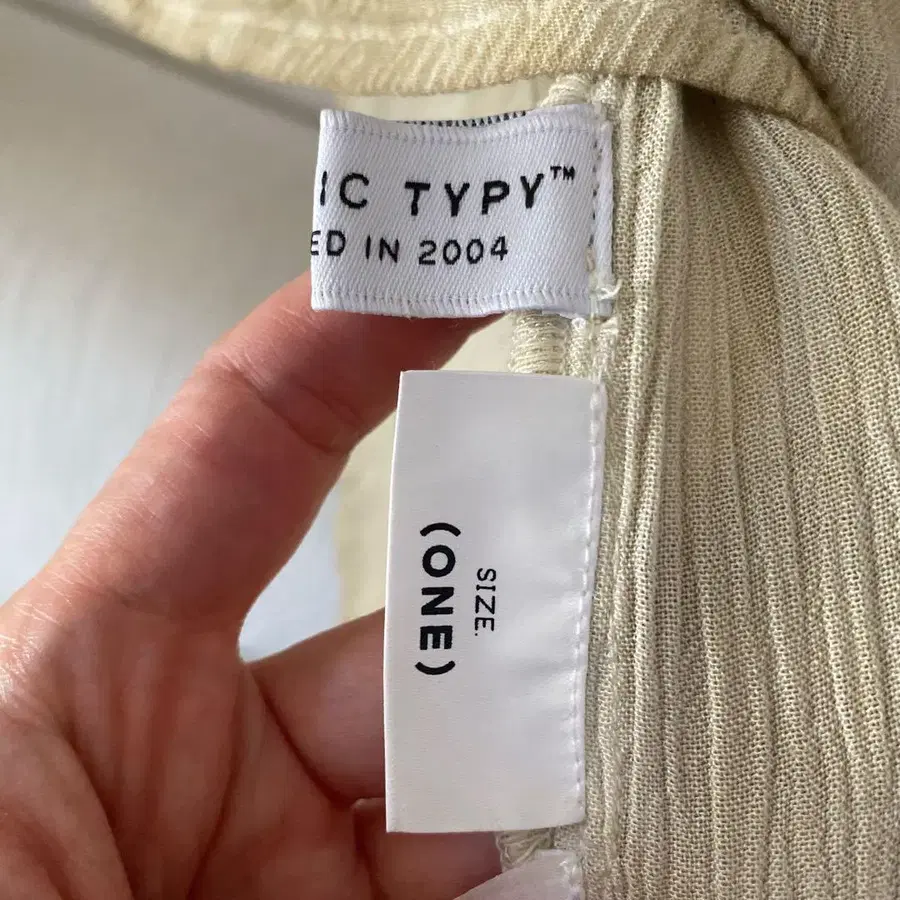 IC TYPY™
ED IN 2004
SIZE.
(ONE)